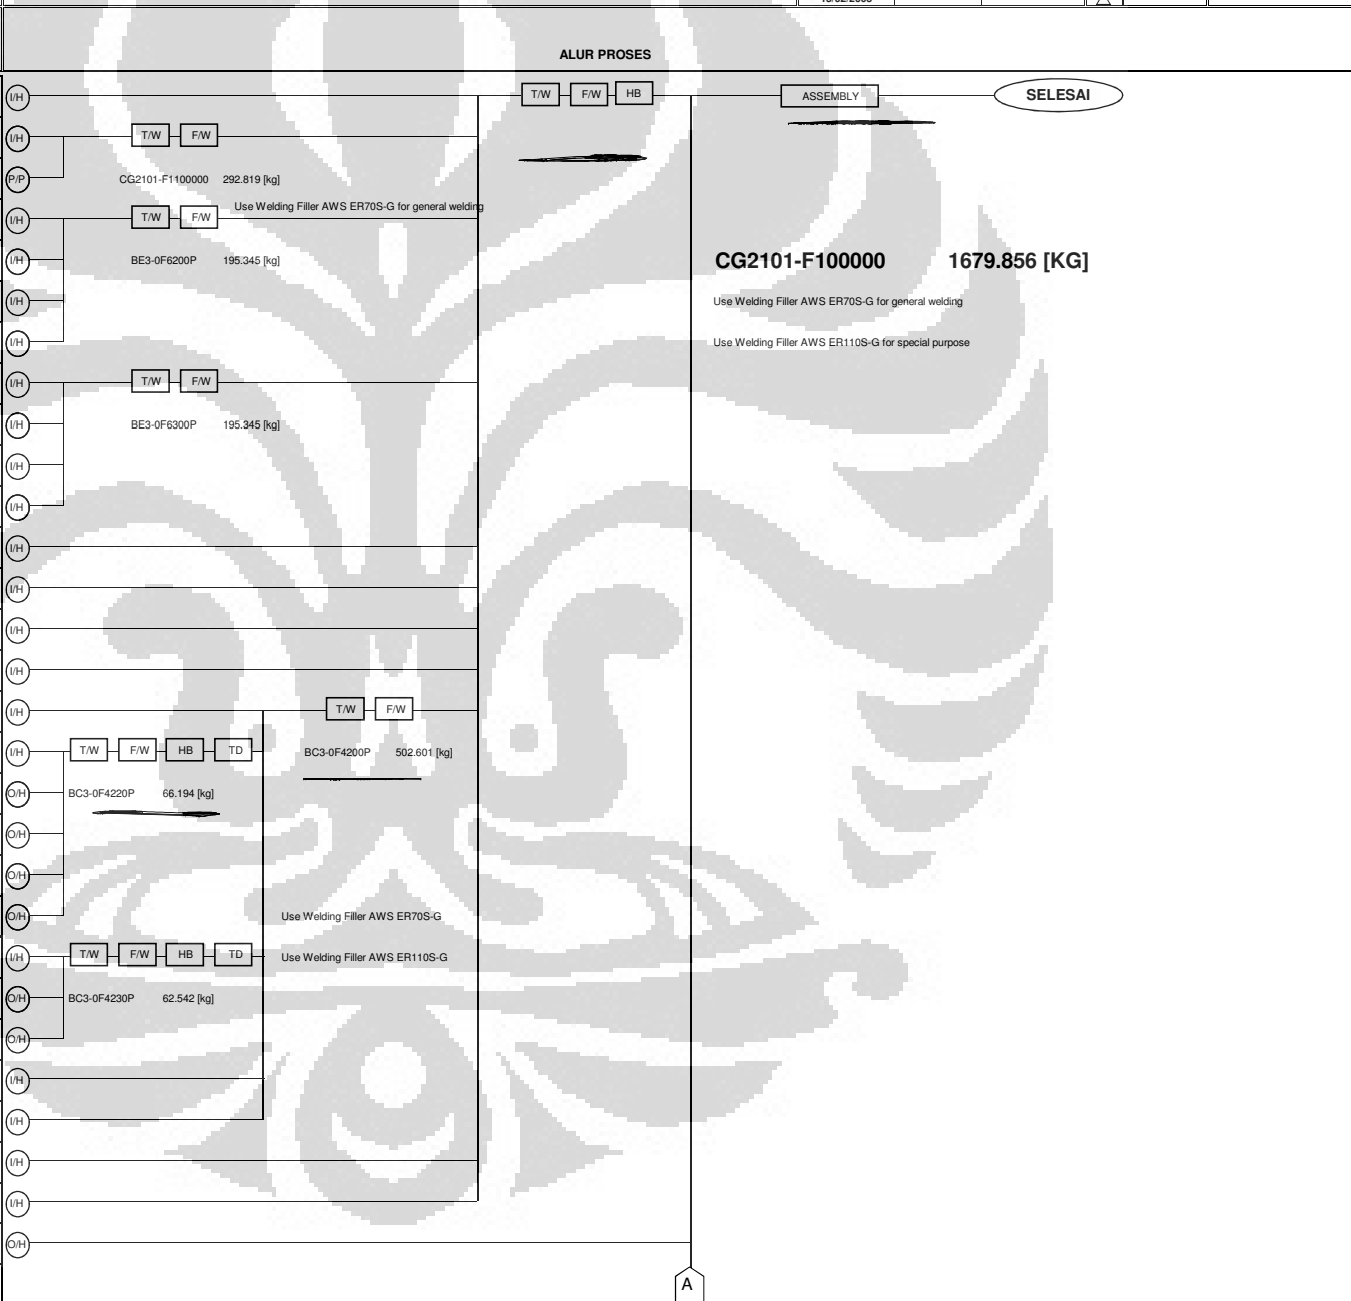 ALUR PROSES
I/H T/W F/W HB ASSEMBLY SELESAI
I/H T/W F/W
P/P CG2101-F1100000 292.819 [kg]
Use Welding Filler AWS ER70S-G for general welding
I/H T/W F/W
I/H BE3-0F6200P 195.345 [kg] CG2101-F100000 1679.856 [KG]
I/H Use Welding Filler AWS ER70S-G for general welding
I/H Use Welding Filler AWS ER110S-G for special purpose
I/H T/W F/W
I/H BE3-0F6300P 195.345 [kg]
I/H
I/H
I/H
I/H
I/H
I/H
I/H T/W F/W
I/H T/W F/W HB TD BC3-0F4200P 502.601 [kg]
O/H BC3-0F4220P 66.194 [kg]
O/H
O/H
O/H Use Welding Filler AWS ER70S-G
I/H T/W F/W HB TD Use Welding Filler AWS ER110S-G
O/H BC3-0F4230P 62.542 [kg]
O/H
I/H
I/H
I/H
I/H
O/H
A